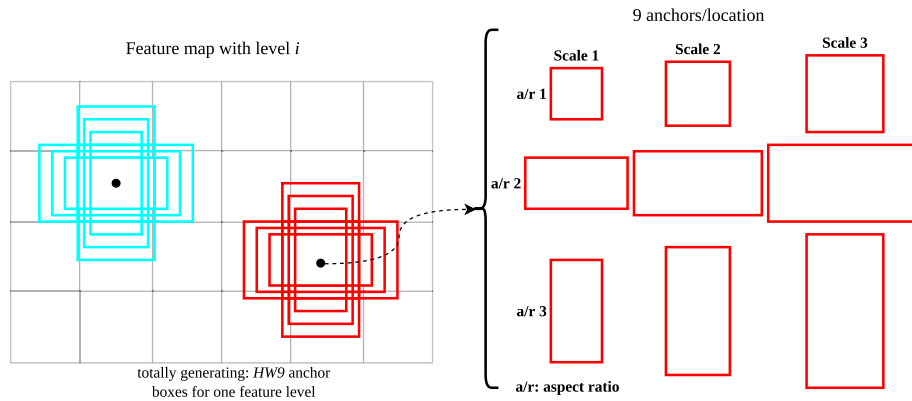 9 anchors/location
Feature map with level i
Scale 1
Scale 2
Scale 3
a/r 1
a/r 2
a/r 3
totally generating: HW9 anchor
boxes for one feature level
a/r: aspect ratio